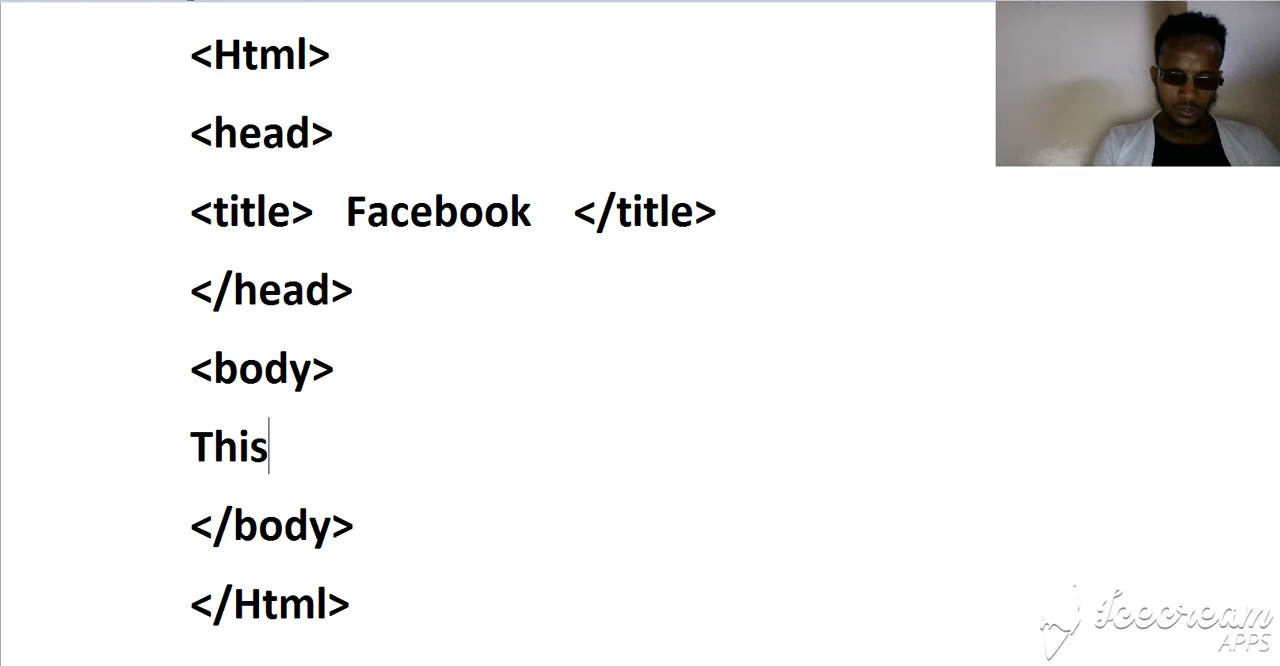 <Html>
<head>
<title> Facebook </title>
</head>
<body>
This
</body>
</Html>
Icecream
APPS